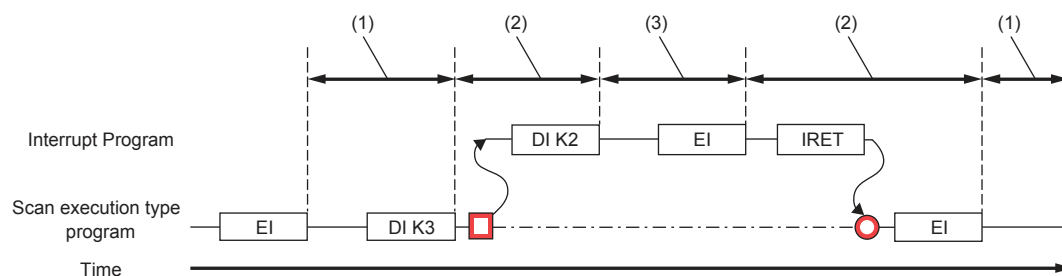 (1) (2) (3) (2) (1)
Interrupt Program
DI K2 EI IRET
Scan execution type
program
EI DI K3 EI
Time